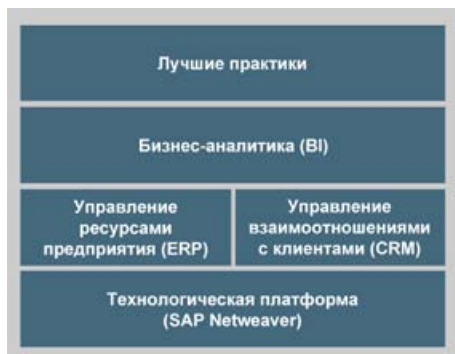 Лучшие практики
Бизнес-аналитика (BI)
Управление
ресурсами
предприятия (ERP)
Управление
взаимоотношениями
с клиентами (CRM)
Технологическая платформа
(SAP Netweaver)